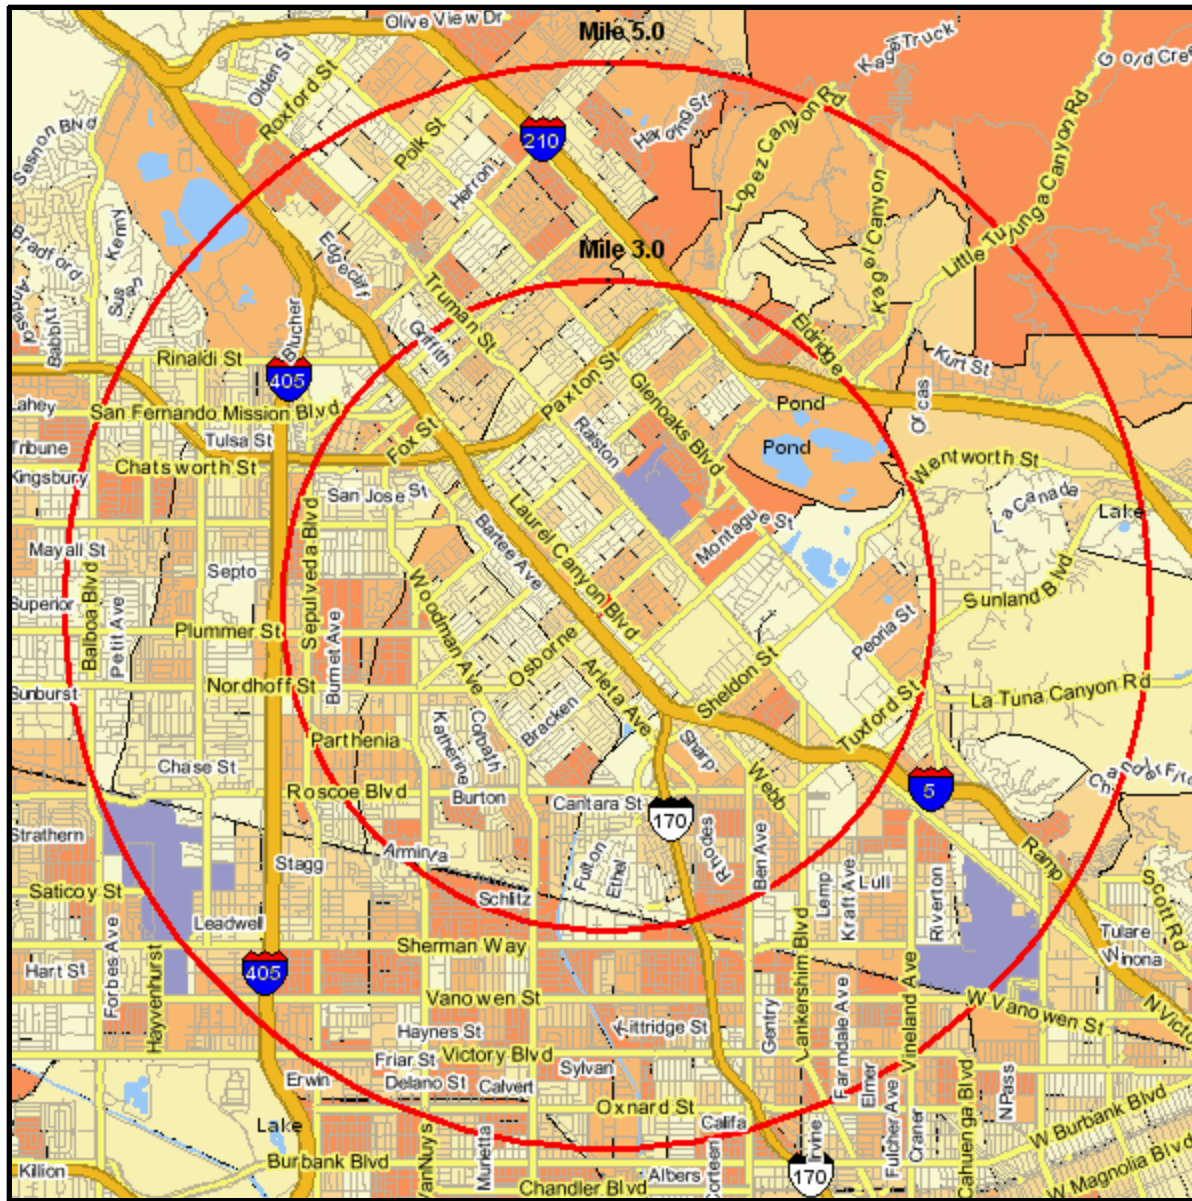 Olive View Dr
Mile 5.0
Kagel Truck
Olden St
Roxford St
Polk St
210
Herron
Lopez Canyon Rd
Sesnon Blvd
Kagel Canyon
Little Tujunga Canyon Rd
Bradford
Kenny
Edgecliff
Mile 3.0
Babbitt
Blucher
Truman St
Griffith
Eldridge
Rinaldi St
405
Paxton St
Kurt St
Lahey
San Fernando Mission Blvd
Glenoaks Blvd
Pond
Orcas
Tribune
Tulsa St
Fox St
Ralston
Pond
Kingsbury
Chatsworth St
San Jose St
Wentworth St
La Canada
Lake
Mayall St
Sepulveda Blvd
Bartee Ave
Laurel Canyon Blvd
Montague St
Septo
Superior
Balboa Blvd
Petit Ave
Burnet Ave
Woodman Ave
Sunland Blvd
Plummer St
Osborne
Peoria St
Sunburst
Nordhoff St
Arleta Ave
Sheldon St
La Tuna Canyon Rd
Parthenia
Katherine
Colbath
Bracken
Sharp
Tuxford St
Chase St
Roscoe Blvd
Burton
Cantara St
170
Webb
5
Strathern
Stagg
Arminta
Fulton
Ethel
Rhodes
Ben Ave
Lemp
Kraft Ave
Lull
Riverton
Ramp
Scott Rd
Saticoy St
Leadwell
Schlitz
Forbes Ave
Hayvenhurst
Sherman Way
Lankershim Blvd
Vineland Ave
Tulare
Winona
Hart St
405
Vanowen St
W Vanowen St
N Victo
Haynes St
Kittridge St
Gentry
Farmdale Ave
Friar St
Victory Blvd
Sylvan
Elmer
Erwin
Delano St
Calvert
Fulcher Ave
Craner
Cahuenga Blvd
N Pass
Oxnard St
Califa
Irvine
W Burbank Blvd
Lake
Van Nuys
Murietta
Killion
Burbank Blvd
Albers
Corteen
170
Chandler Blvd
W Magnolia Blvd